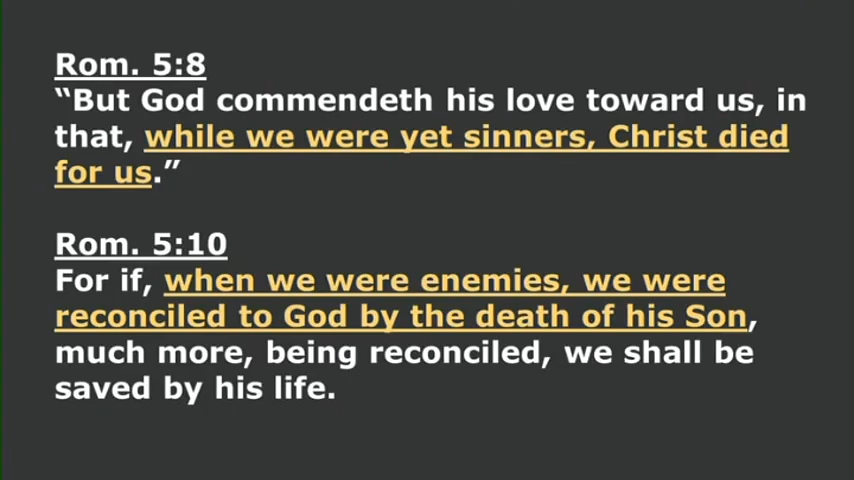 Rom. 5:8
“But God commendeth his love toward us, in
that, while we were yet sinners, Christ died
for us.”
Rom. 5:10
For if, when we were enemies, we were
reconciled to God by the death of his Son,
much more, being reconciled, we shall be
saved by his life.